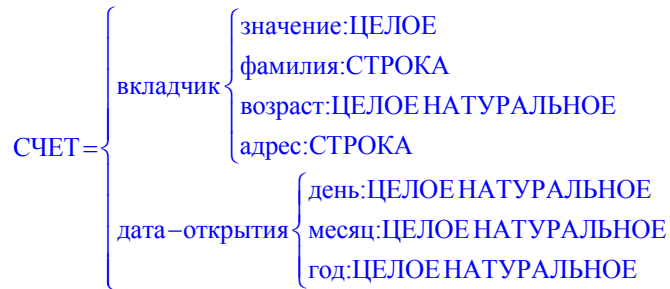 значение:ЦЕЛОЕ
фамилия:СТРОКА
вкладчик
возраст:ЦЕЛОЕ НАТУРАЛЬНОЕ
адрес:СТРОКА
СЧЕТ=
день:ЦЕЛОЕ НАТУРАЛЬНОЕ
дата–открытия
месяц:ЦЕЛОЕ НАТУРАЛЬНОЕ
год:ЦЕЛОЕ НАТУРАЛЬНОЕ